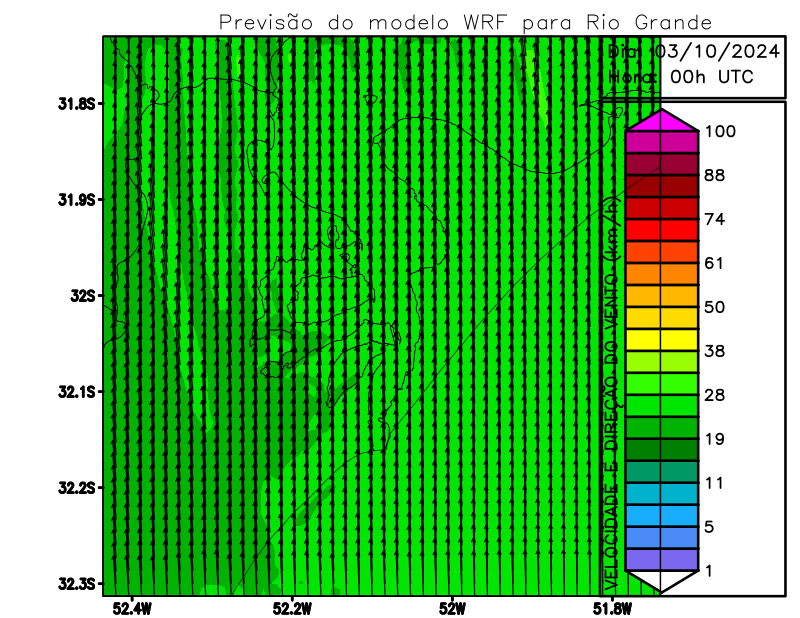 Previsão do modelo WRF para Rio Grande
Dia: 03/10/2024
Hora: 00h UTC
31.8S
31.9S
32S
32.1S
32.2S
32.3S
52.4W
52.2W
52W
51.8W
VELOCIDADE E DIREÇÃO DO VENTO (km/h)
100
88
74
61
50
38
28
19
11
5
1